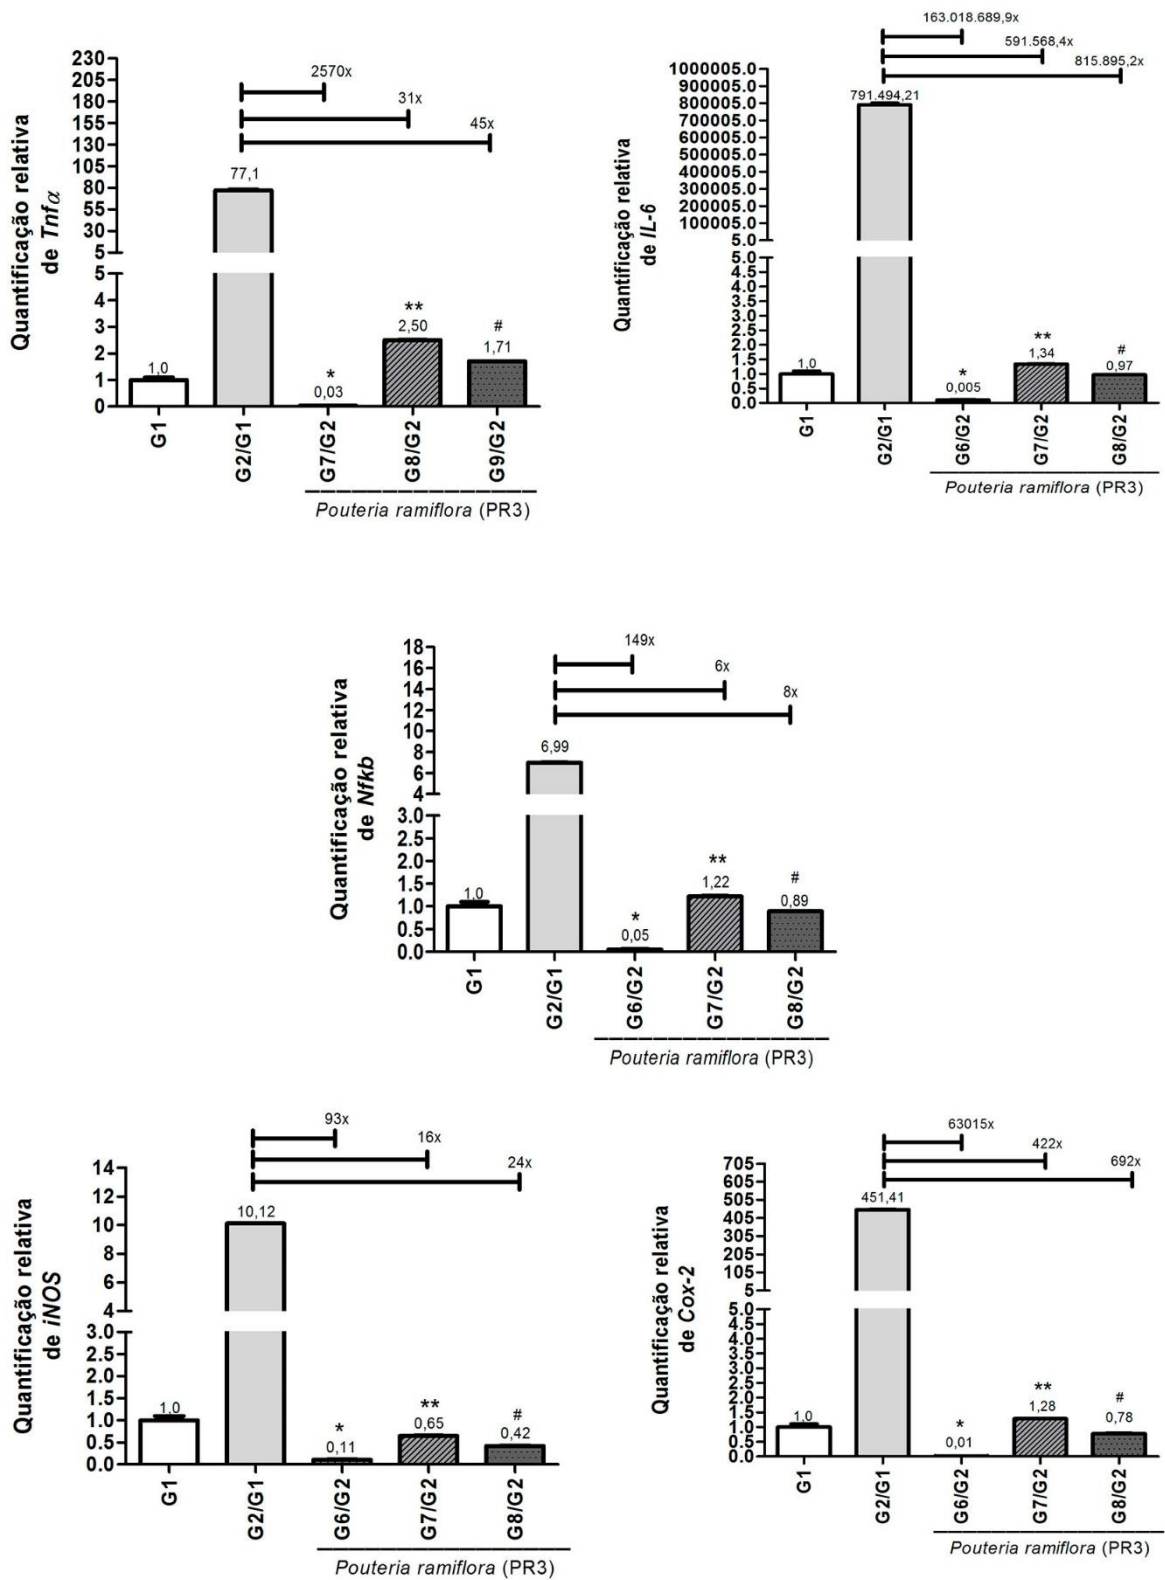 2570x
31x
45x
230
205
180
155
130
105
80
55
30
5
5
4
3
2
1
0
Quantificação relativa
de Tnfα
1,0
77,1
*
0,03
**
2,50
#
1,71
G1
G2/G1
G7/G2
G8/G2
G9/G2
Pouteria ramiflora (PR3)
163.018.689,9x
591.568,4x
815.895,2x
1000005.0
900005.0
800005.0
700005.0
600005.0
500005.0
400005.0
300005.0
200005.0
100005.0
5.0
5.0
4.5
4.0
3.5
3.0
2.5
2.0
1.5
1.0
0.5
0.0
Quantificação relativa
de IL-6
1,0
791.494,21
*
0,005
**
1,34
#
0,97
G1
G2/G1
G6/G2
G7/G2
G8/G2
Pouteria ramiflora (PR3)
149x
6x
8x
18
16
14
12
10
8
6
4
3.0
2.5
2.0
1.5
1.0
0.5
0.0
Quantificação relativa
de Nfkb
1,0
6,99
*
0,05
**
1,22
#
0,89
G1
G2/G1
G6/G2
G7/G2
G8/G2
Pouteria ramiflora (PR3)
93x
16x
24x
14
12
10
8
6
4
3.0
2.5
2.0
1.5
1.0
0.5
0.0
Quantificação relativa
de iNOS
1,0
10,12
*
0,11
**
0,65
#
0,42
G1
G2/G1
G6/G2
G7/G2
G8/G2
Pouteria ramiflora (PR3)
63015x
422x
692x
705
605
505
405
305
205
105
5
5.0
4.5
4.0
3.5
3.0
2.5
2.0
1.5
1.0
0.5
0.0
Quantificação relativa
de Cox-2
1,0
451,41
*
0,01
**
1,28
#
0,78
G1
G2/G1
G6/G2
G7/G2
G8/G2
Pouteria ramiflora (PR3)